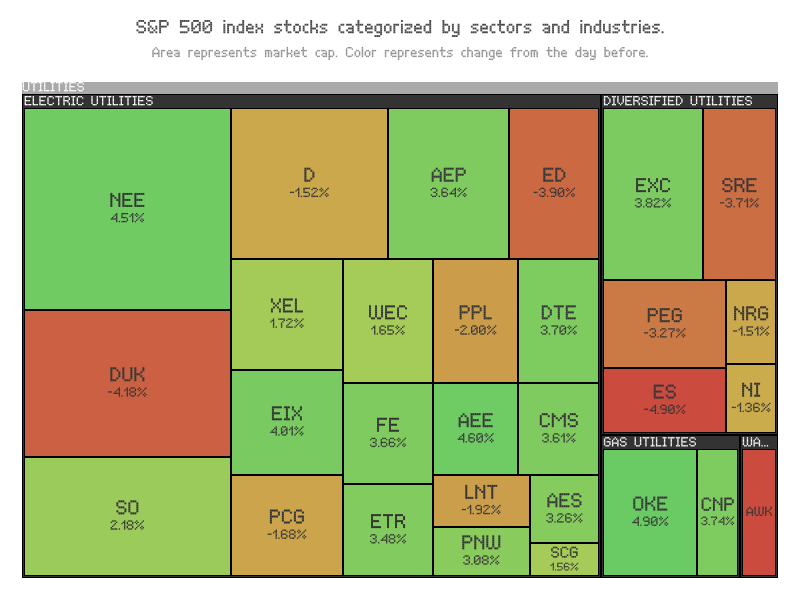 S&P 500 index stocks categorized by sectors and industries.
Area represents market cap. Color represents change from the day before.
UTILITIES
ELECTRIC UTILITIES
NEE
4.51%
DUK
-4.18%
SO
2.18%
D
-1.52%
AEP
3.64%
ED
-3.90%
XEL
1.72%
WEC
1.65%
PPL
-2.00%
DTE
3.70%
EIX
4.01%
FE
3.66%
AEE
4.60%
CMS
3.61%
PCG
-1.68%
ETR
3.48%
LNT
-1.92%
AES
3.26%
PNW
3.08%
SCG
1.56%
DIVERSIFIED UTILITIES
EXC
3.82%
SRE
-3.71%
PEG
-3.27%
NRG
-1.51%
ES
-4.90%
NI
-1.36%
GAS UTILITIES
OKE
4.90%
CNP
3.74%
WA...
AWK